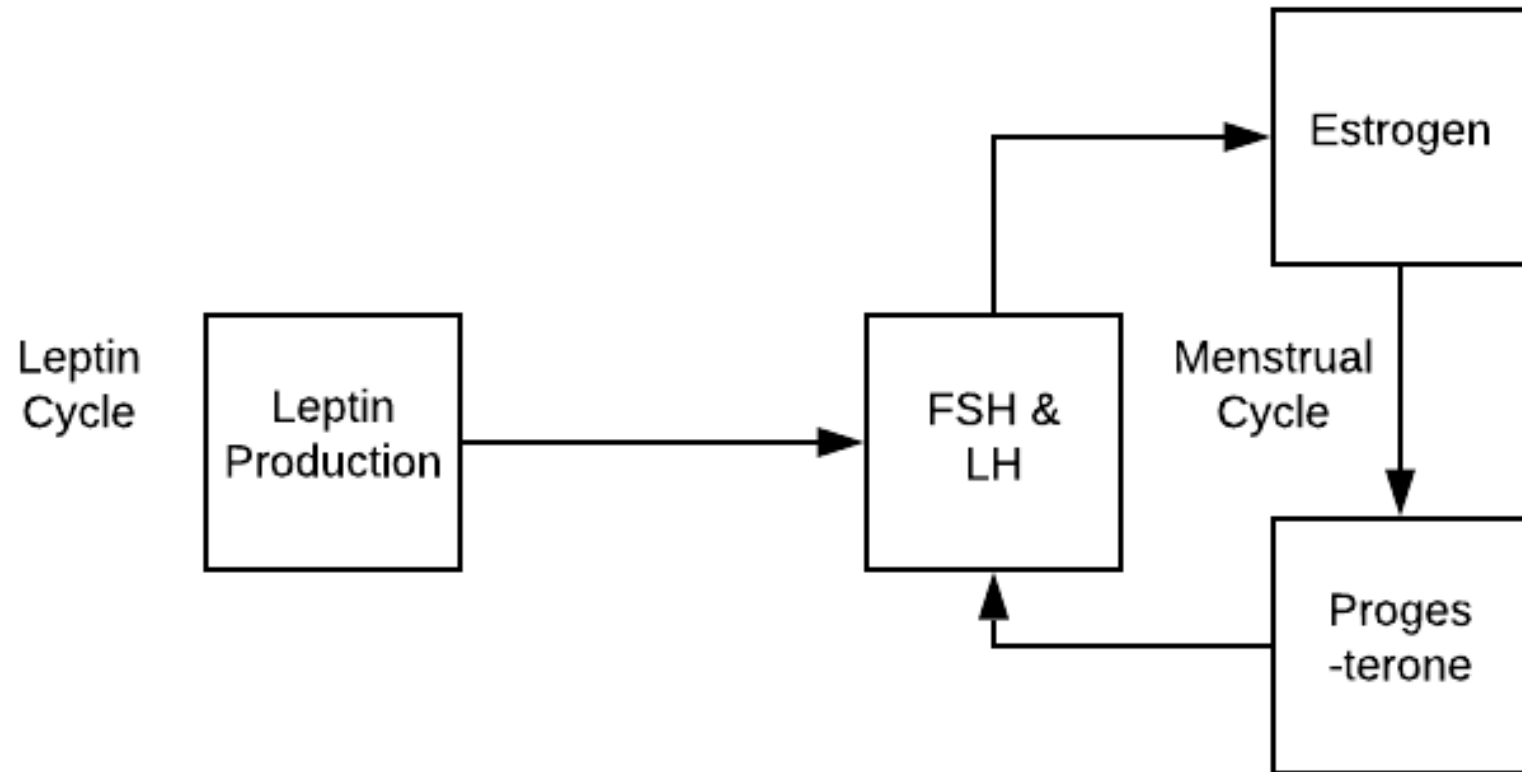 Leptin
Cycle
Leptin
Production
FSH &
LH
Estrogen
Menstrual
Cycle
Proges
-terone